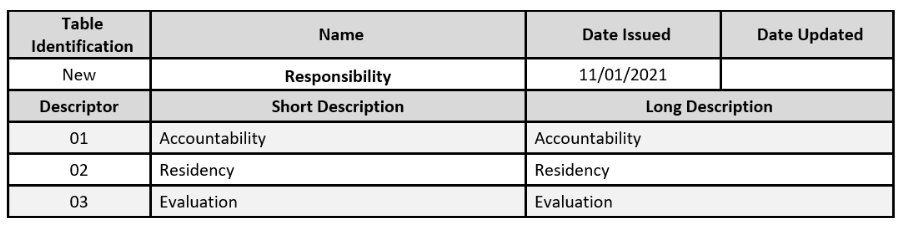 Table Identification Name Date Issued Date Updated
New Responsibility 11/01/2021
Descriptor Short Description Long Description
01 Accountability Accountability
02 Residency Residency
03 Evaluation Evaluation